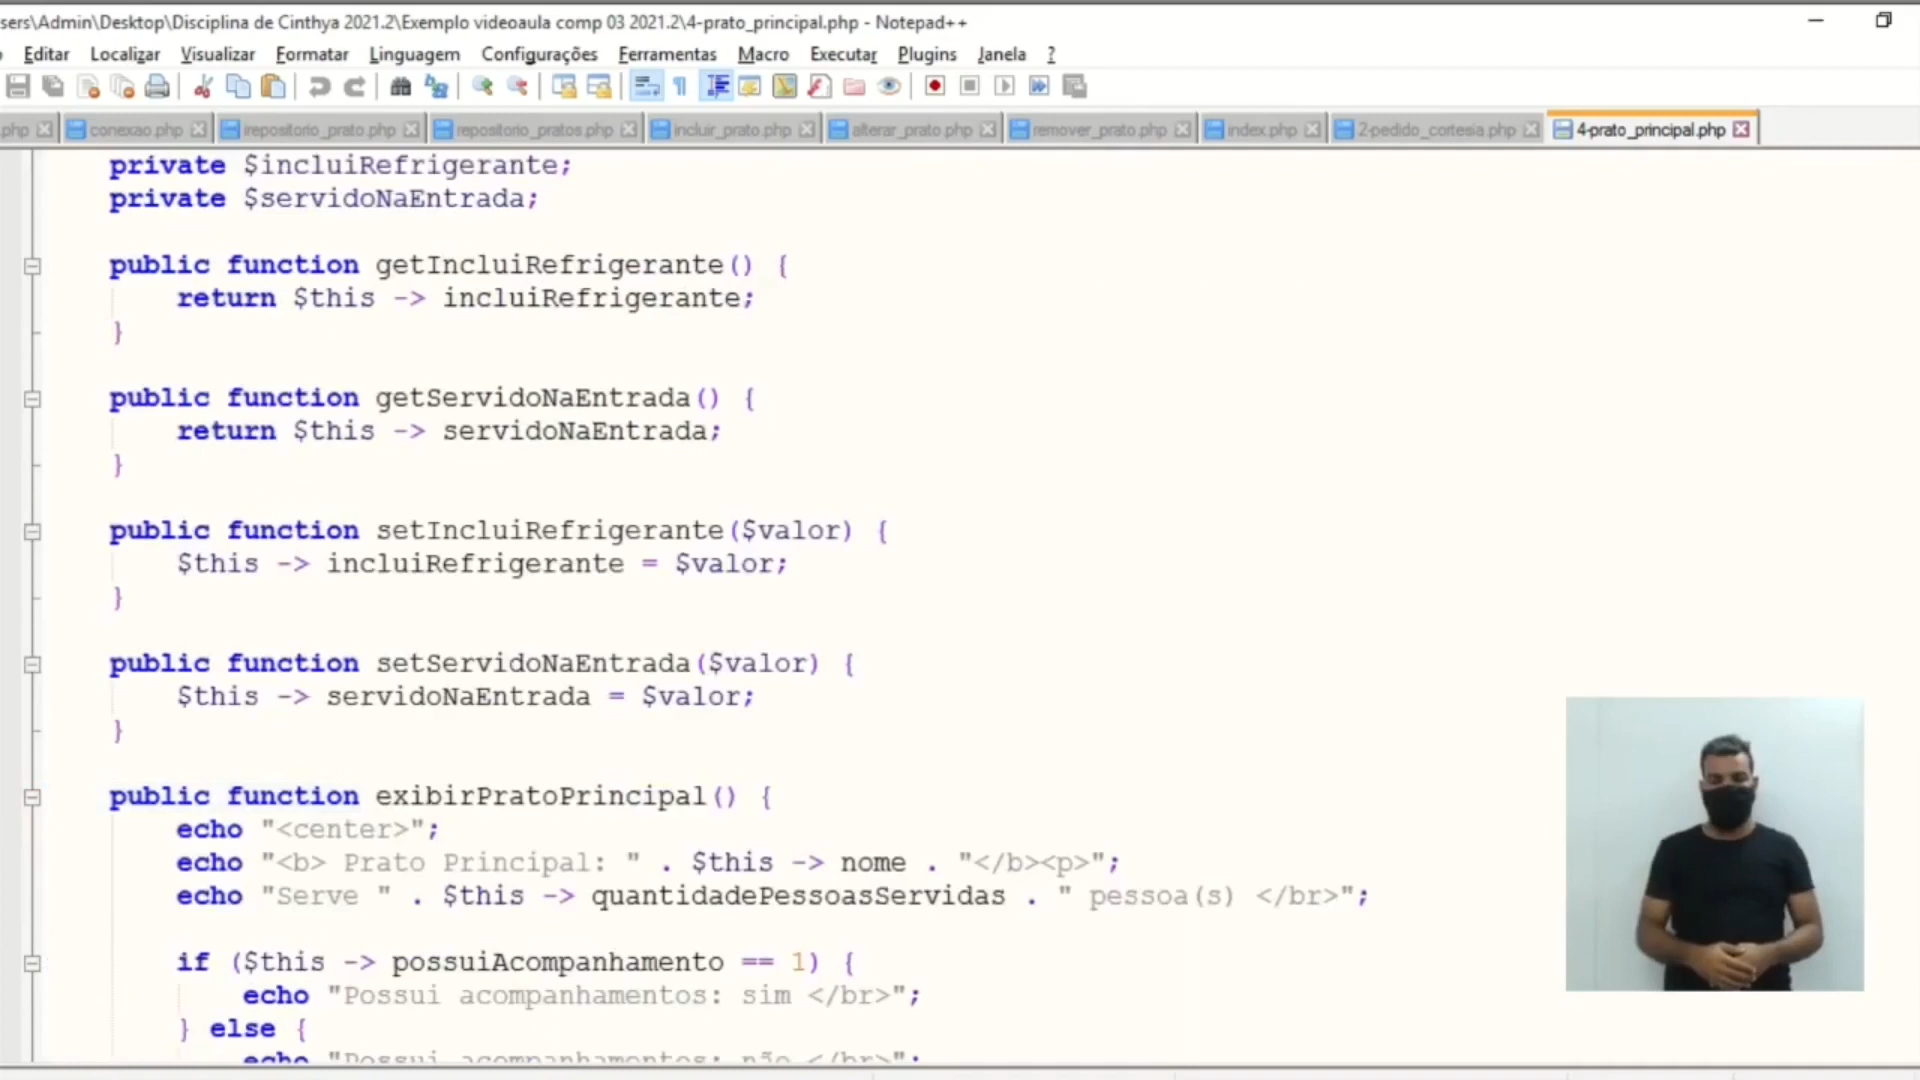 sers\Admin\Desktop\Disciplina de Cinthya 2021.2\Exemplo videoaula comp 03 2021.2\4-prato_principal.php - Notepad++
Editar Localizar Visualizar Formatar Linguagem Configurações Ferramentas Macro Executar Plugins Janela ?
.php conexao.php irepositorio_prato.php repositorio_pratos.php incluir_prato.php alterar_prato.php remover_prato.php index.php 2-pedido_cortesia.php 4-prato_principal.php
private $incluiRefrigerante;
private $servidoNaEntrada;
public function getIncluiRefrigerante() {
return $this -> incluiRefrigerante;
}
public function getServidoNaEntrada() {
return $this -> servidoNaEntrada;
}
public function setIncluiRefrigerante($valor) {
$this -> incluiRefrigerante = $valor;
}
public function setServidoNaEntrada($valor) {
$this -> servidoNaEntrada = $valor;
}
public function exibirPratoPrincipal() {
echo "<center>";
echo "<b> Prato Principal: " . $this -> nome . "</b><p>";
echo "Serve " . $this -> quantidadePessoasServidas . " pessoa(s) </br>";
if ($this -> possuiAcompanhamento == 1) {
echo "Possui acompanhamentos: sim </br>";
} else {
echo "Possui acompanhamentos: não </br>";